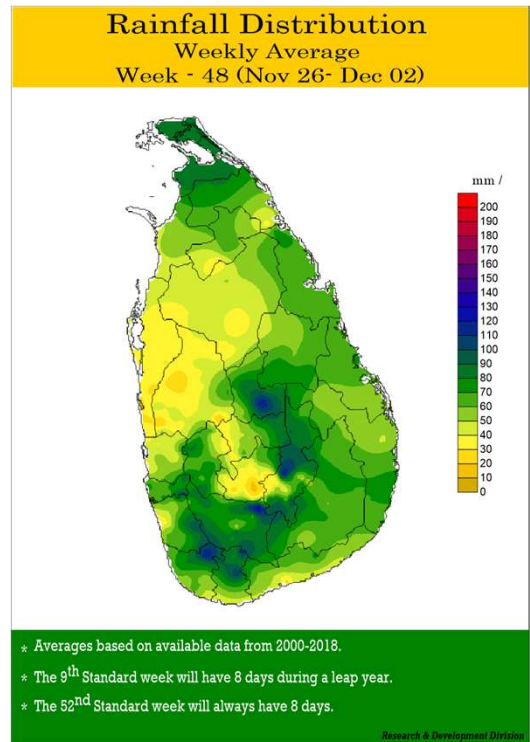 Rainfall Distribution
Weekly Average
Week - 48 (Nov 26- Dec 02)
mm /
200
190
180
170
160
150
140
130
120
110
100
90
80
70
60
50
40
30
20
10
0
* Averages based on available data from 2000-2018.
* The 9th Standard week will have 8 days during a leap year.
* The 52nd Standard week will always have 8 days.
Research & Development Division